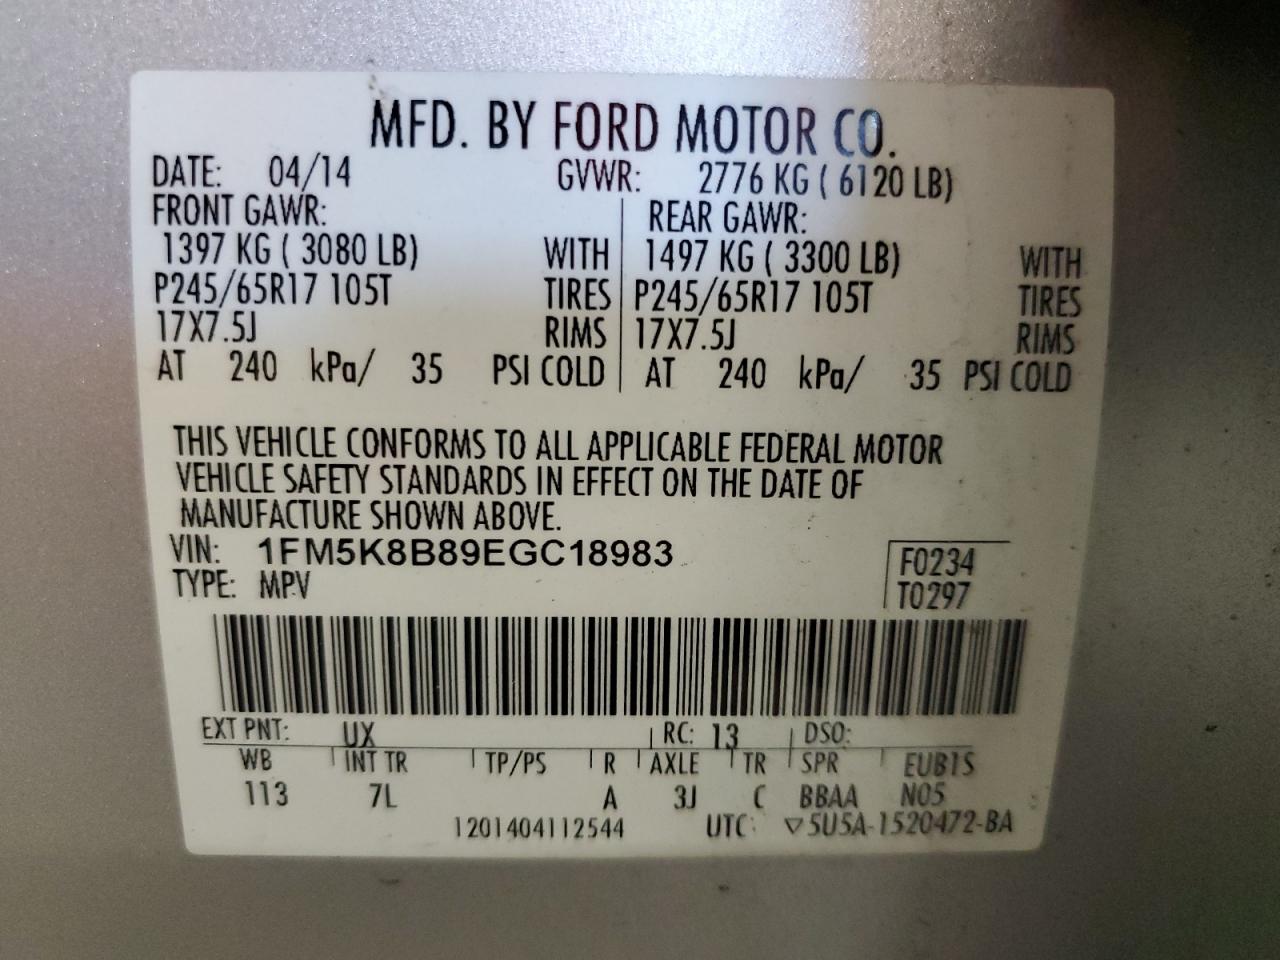 MFD. BY FORD MOTOR CO.
DATE: 04/14 GVWR: 2776 KG ( 6120 LB)
FRONT GAWR: REAR GAWR:
1397 KG ( 3080 LB) WITH 1497 KG ( 3300 LB) WITH
P245/65R17 105T TIRES P245/65R17 105T TIRES
17X7.5J RIMS 17X7.5J RIMS
AT 240 kPa/ 35 PSI COLD AT 240 kPa/ 35 PSI COLD
THIS VEHICLE CONFORMS TO ALL APPLICABLE FEDERAL MOTOR
VEHICLE SAFETY STANDARDS IN EFFECT ON THE DATE OF
MANUFACTURE SHOWN ABOVE.
VIN: 1FM5K8B89EGC18983 F0234
TYPE: MPV T0297
EXT PNT: UX RC: 13 DSO:
WB INT TR TP/PS R AXLE TR SPR EUB1S
113 7L A 3J C BBAA N05
1201404112544 UTC: ▽5U5A-1520472-BA